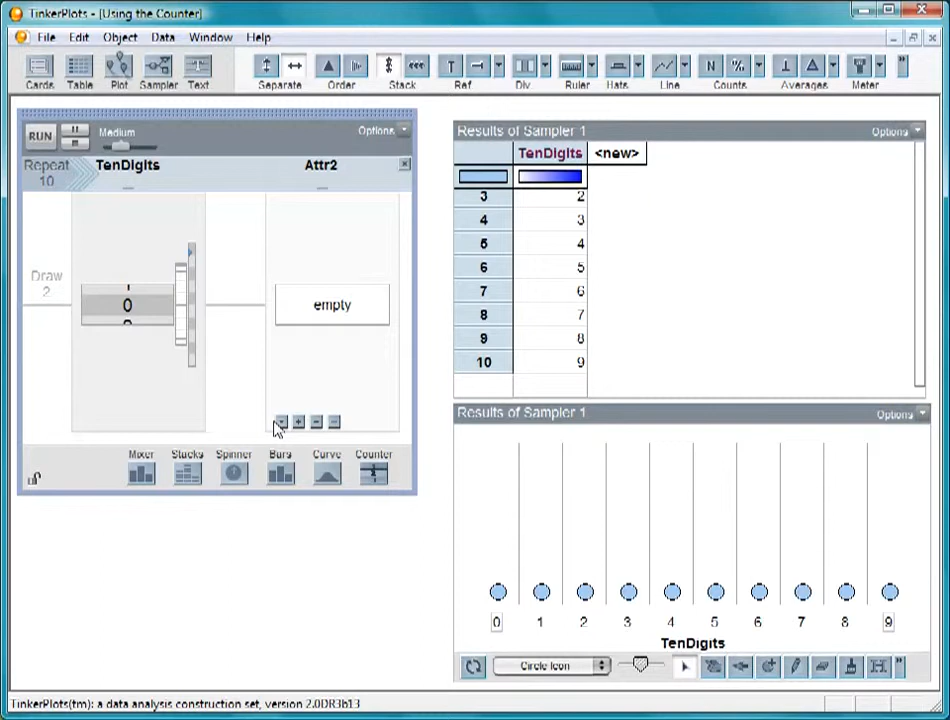 TinkerPlots - [Using the Counter]
File Edit Object Data Window Help
Cards Table Plot Sampler Text Separate Order Stack Ref Div Ruler Hats Line Counts Averages Meter
RUN Medium Options
Repeat 10 TenDigits Attr2
Draw 2
0
empty
Mixer Stacks Spinner Bars Curve Counter
Results of Sampler 1 Options
TenDigits <new>
3 2
4 3
5 4
6 5
7 6
8 7
9 8
10 9
Results of Sampler 1 Options
0 1 2 3 4 5 6 7 8 9
TenDigits
Circle Icon
TinkerPlots(tm): a data analysis construction set, version 2.0DR3b13